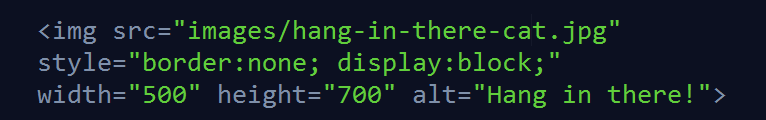 <img src="images/hang-in-there-cat.jpg"
style="border:none; display:block;"
width="500" height="700" alt="Hang in there!">